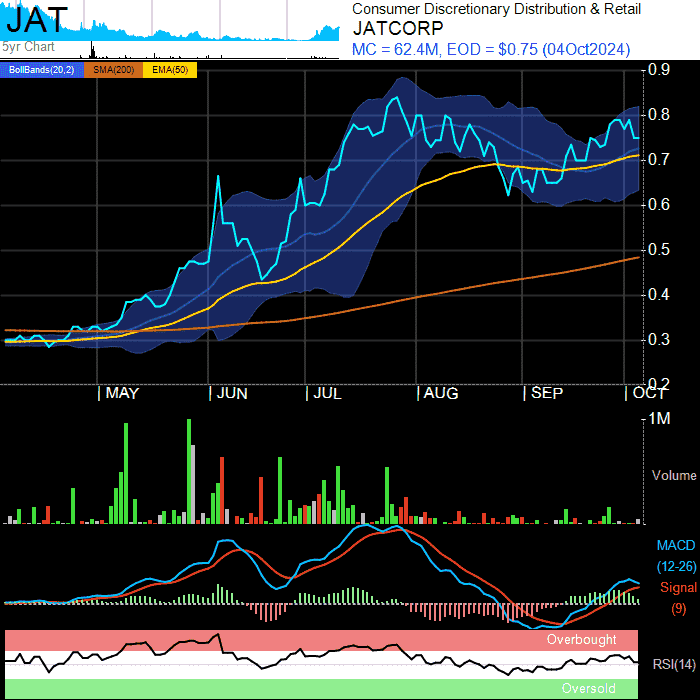 JAT
5yr Chart
Consumer Discretionary Distribution & Retail
JATCORP
MC = 62.4M, EOD = $0.75 (04Oct2024)
BollBands(20,2) SMA(200) EMA(50)
0.9
0.8
0.7
0.6
0.5
0.4
0.3
0.2
MAY JUN JUL AUG SEP OCT
1M
Volume
MACD
(12-26)
Signal
(9)
Overbought
RSI(14)
Oversold